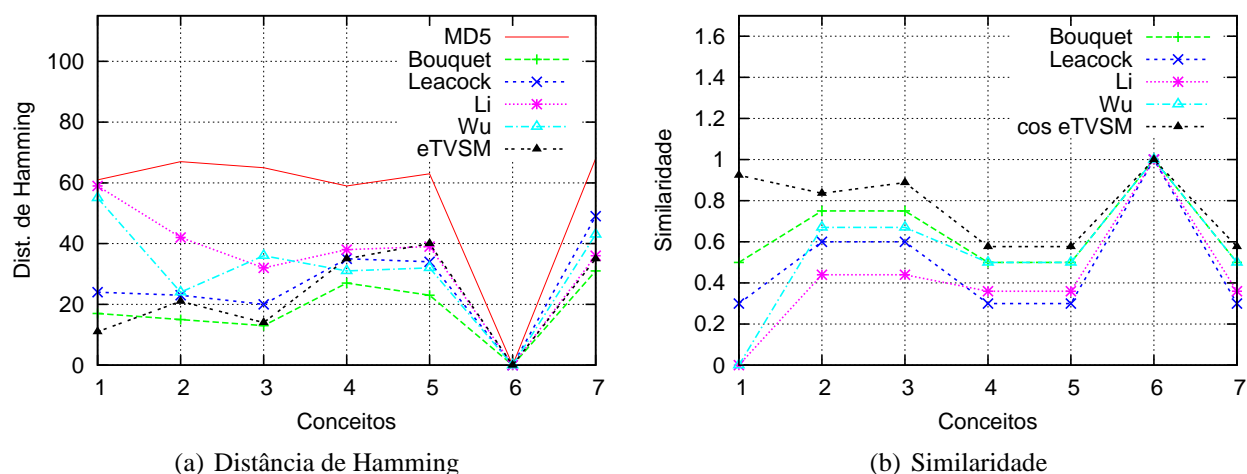 Dist. de Hamming
100
80
60
40
20
0
MD5
Bouquet
Leacock
Li
Wu
eTVSM
1 2 3 4 5 6 7
Conceitos
(a) Distância de Hamming
Similaridade
1.6
1.4
1.2
1
0.8
0.6
0.4
0.2
0
Bouquet
Leacock
Li
Wu
cos eTVSM
1 2 3 4 5 6 7
Conceitos
(b) Similaridade